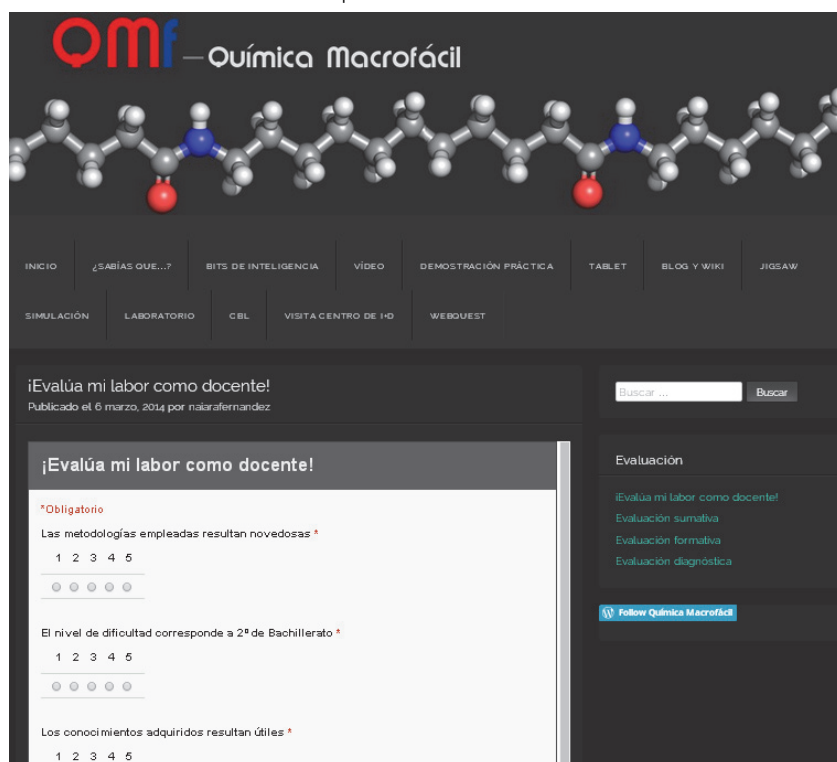 QMf – Química Macrofácil
INICIO ¿SABÍAS QUE...? BITS DE INTELIGENCIA VÍDEO DEMOSTRACIÓN PRÁCTICA TABLET BLOG Y WIKI JIGSAW
SIMULACIÓN LABORATORIO CBL VISITA CENTRO DE I+D WEBQUEST
¡Evalúa mi labor como docente!
Publicado el 6 marzo, 2014 por naiarafernandez
¡Evalúa mi labor como docente!
*Obligatorio
Las metodologías empleadas resultan novedosas *
1 2 3 4 5
El nivel de dificultad corresponde a 2º de Bachillerato *
1 2 3 4 5
Los conocimientos adquiridos resultan útiles *
1 2 3 4 5
Buscar ... Buscar
Evaluación
¡Evalúa mi labor como docente!
Evaluación sumativa
Evaluación formativa
Evaluación diagnóstica
Follow Química Macrofácil